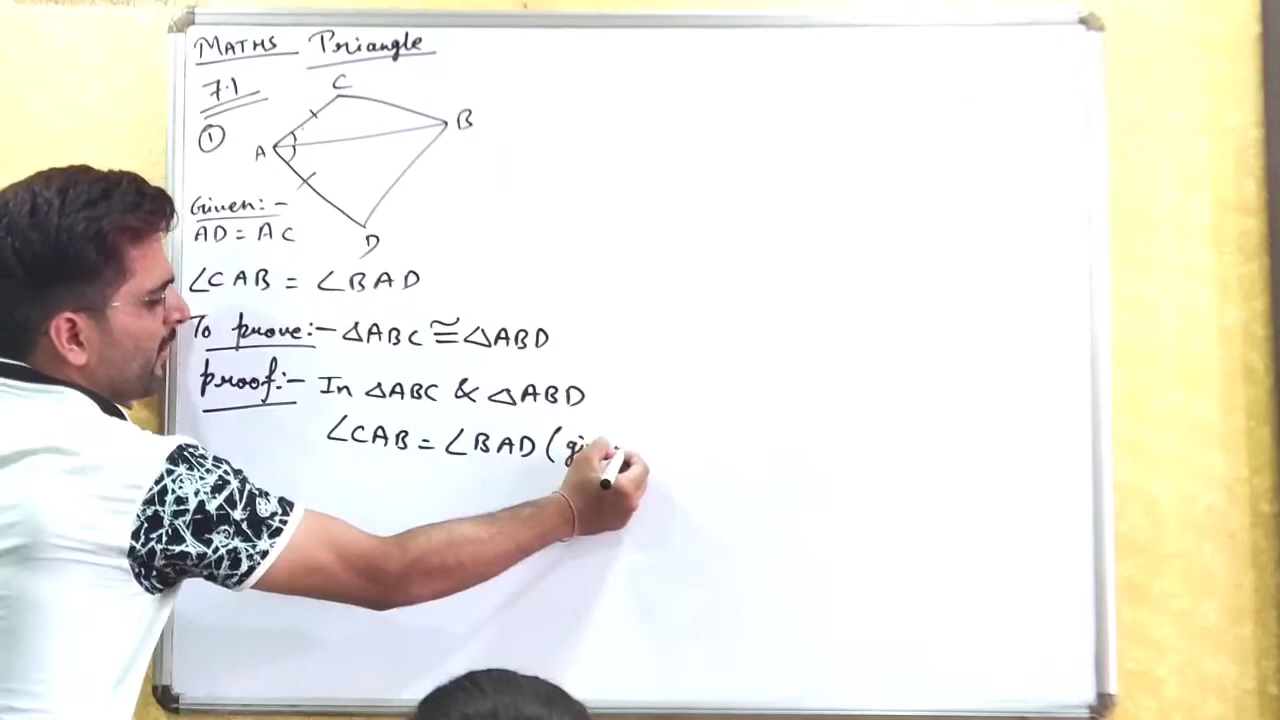 MATHS Triangle
7.1
①
C
B
A
D
Given:-
AD = AC
∠CAB = ∠BAD
To prove:- △ABC ≅ △ABD
proof:- In △ABC & △ABD
∠CAB = ∠BAD (